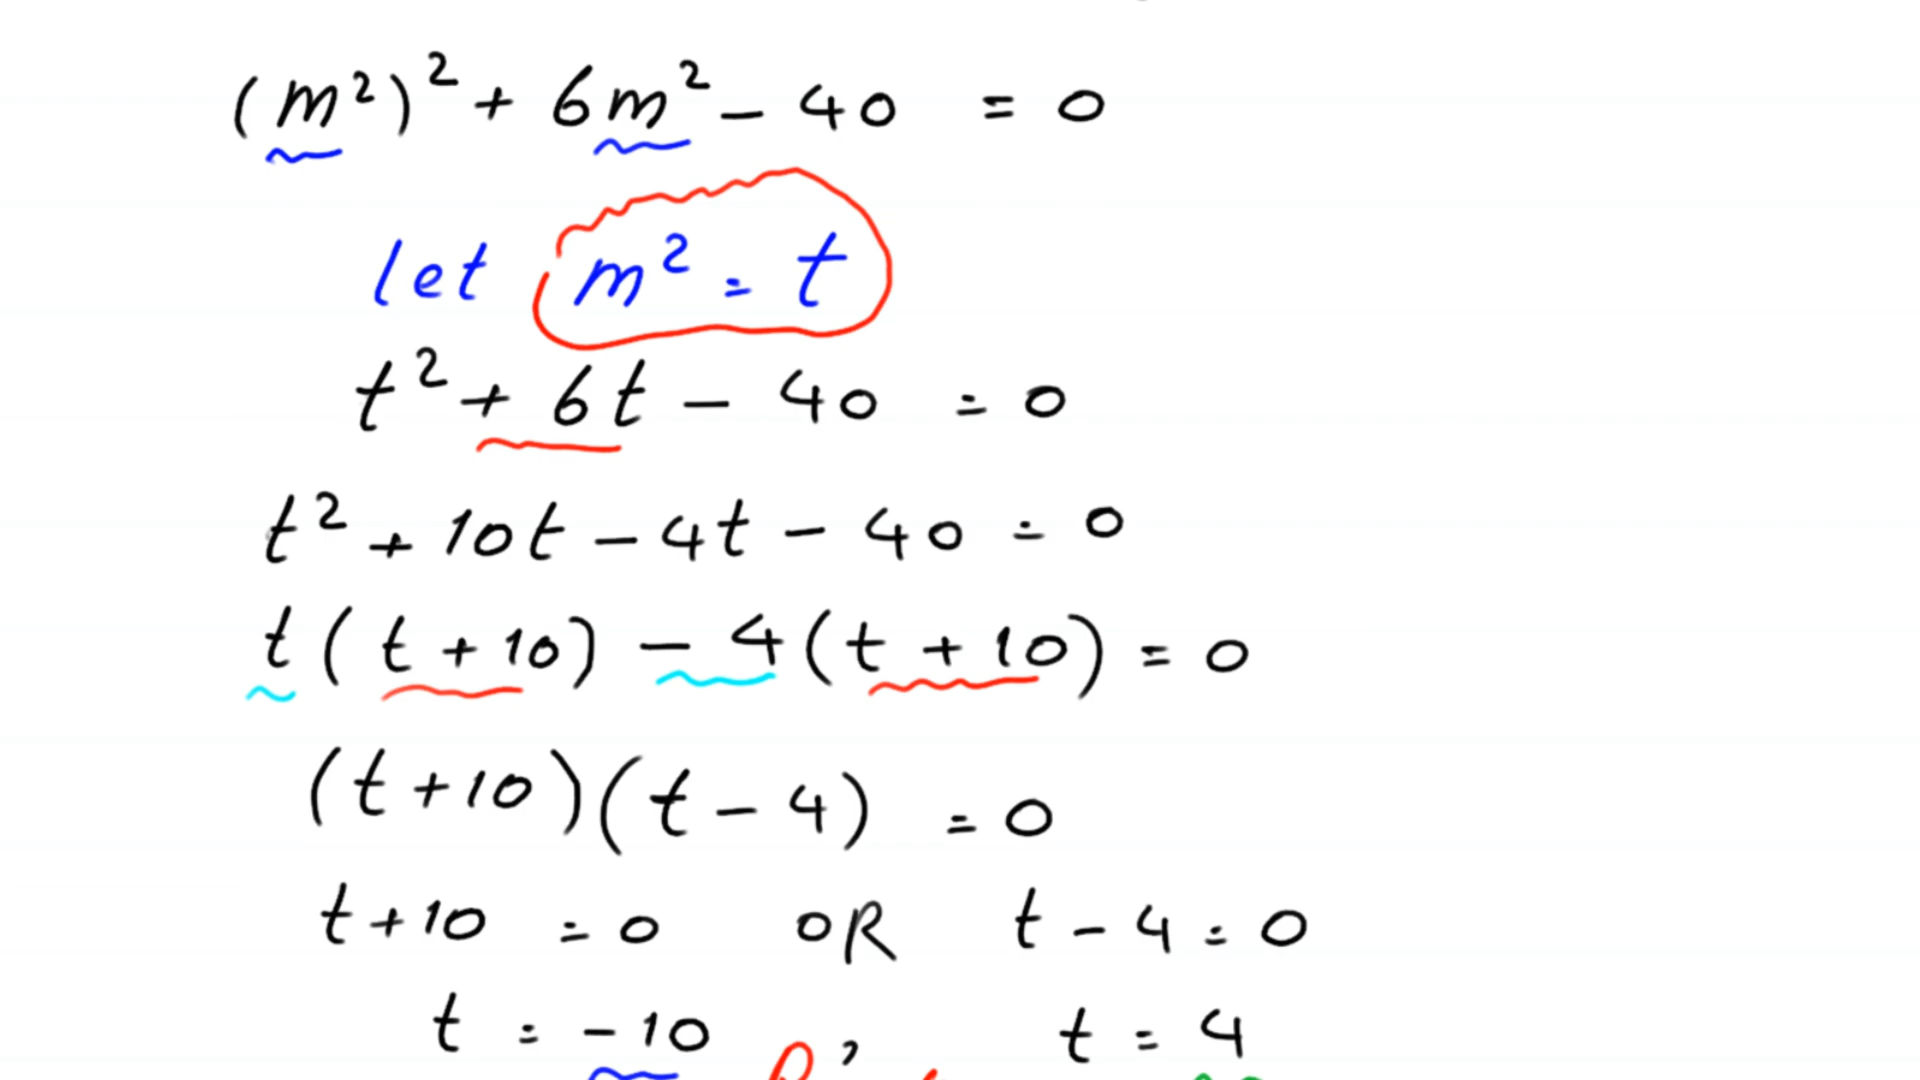 (m²)² + 6m² - 40 = 0
let m² = t
t² + 6t - 40 = 0
t² + 10t - 4t - 40 = 0
t(t + 10) - 4(t + 10) = 0
(t + 10)(t - 4) = 0
t + 10 = 0 OR t - 4 = 0
t = -10 , t = 4